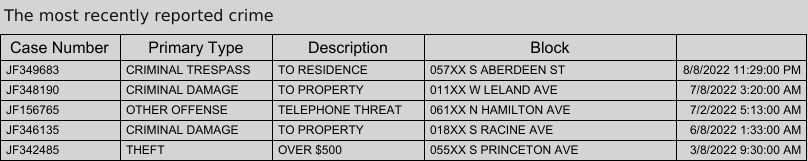 The most recently reported crime
Case Number Primary Type Description Block
JF349683 CRIMINAL TRESPASS TO RESIDENCE 057XX S ABERDEEN ST 8/8/2022 11:29:00 PM
JF348190 CRIMINAL DAMAGE TO PROPERTY 011XX W LELAND AVE 7/8/2022 3:20:00 AM
JF156765 OTHER OFFENSE TELEPHONE THREAT 061XX N HAMILTON AVE 7/2/2022 5:13:00 AM
JF346135 CRIMINAL DAMAGE TO PROPERTY 018XX S RACINE AVE 6/8/2022 1:33:00 AM
JF342485 THEFT OVER $500 055XX S PRINCETON AVE 3/8/2022 9:30:00 AM